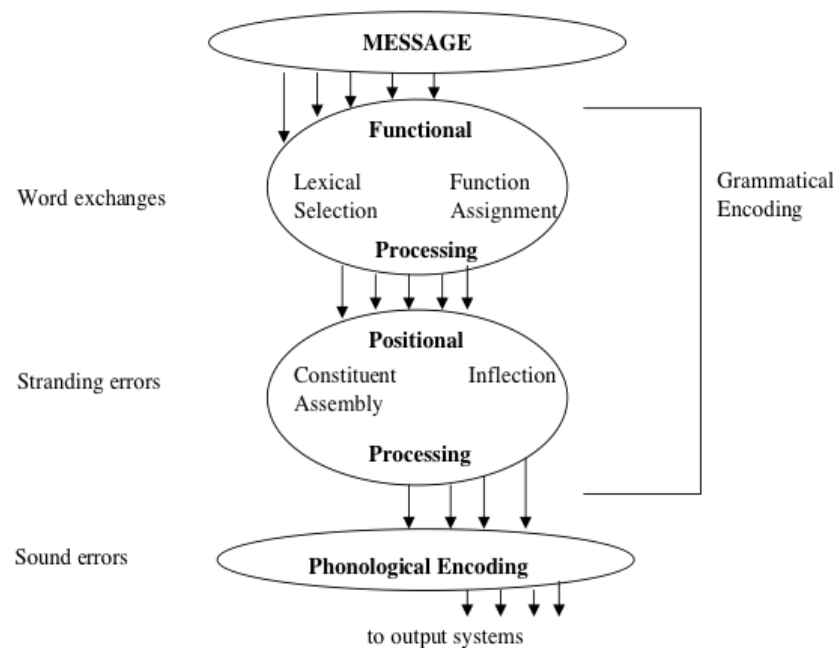 MESSAGE
Functional
Lexical Selection
Function Assignment
Processing
Word exchanges
Grammatical Encoding
Positional
Constituent Assembly
Inflection
Processing
Stranding errors
Sound errors
Phonological Encoding
to output systems